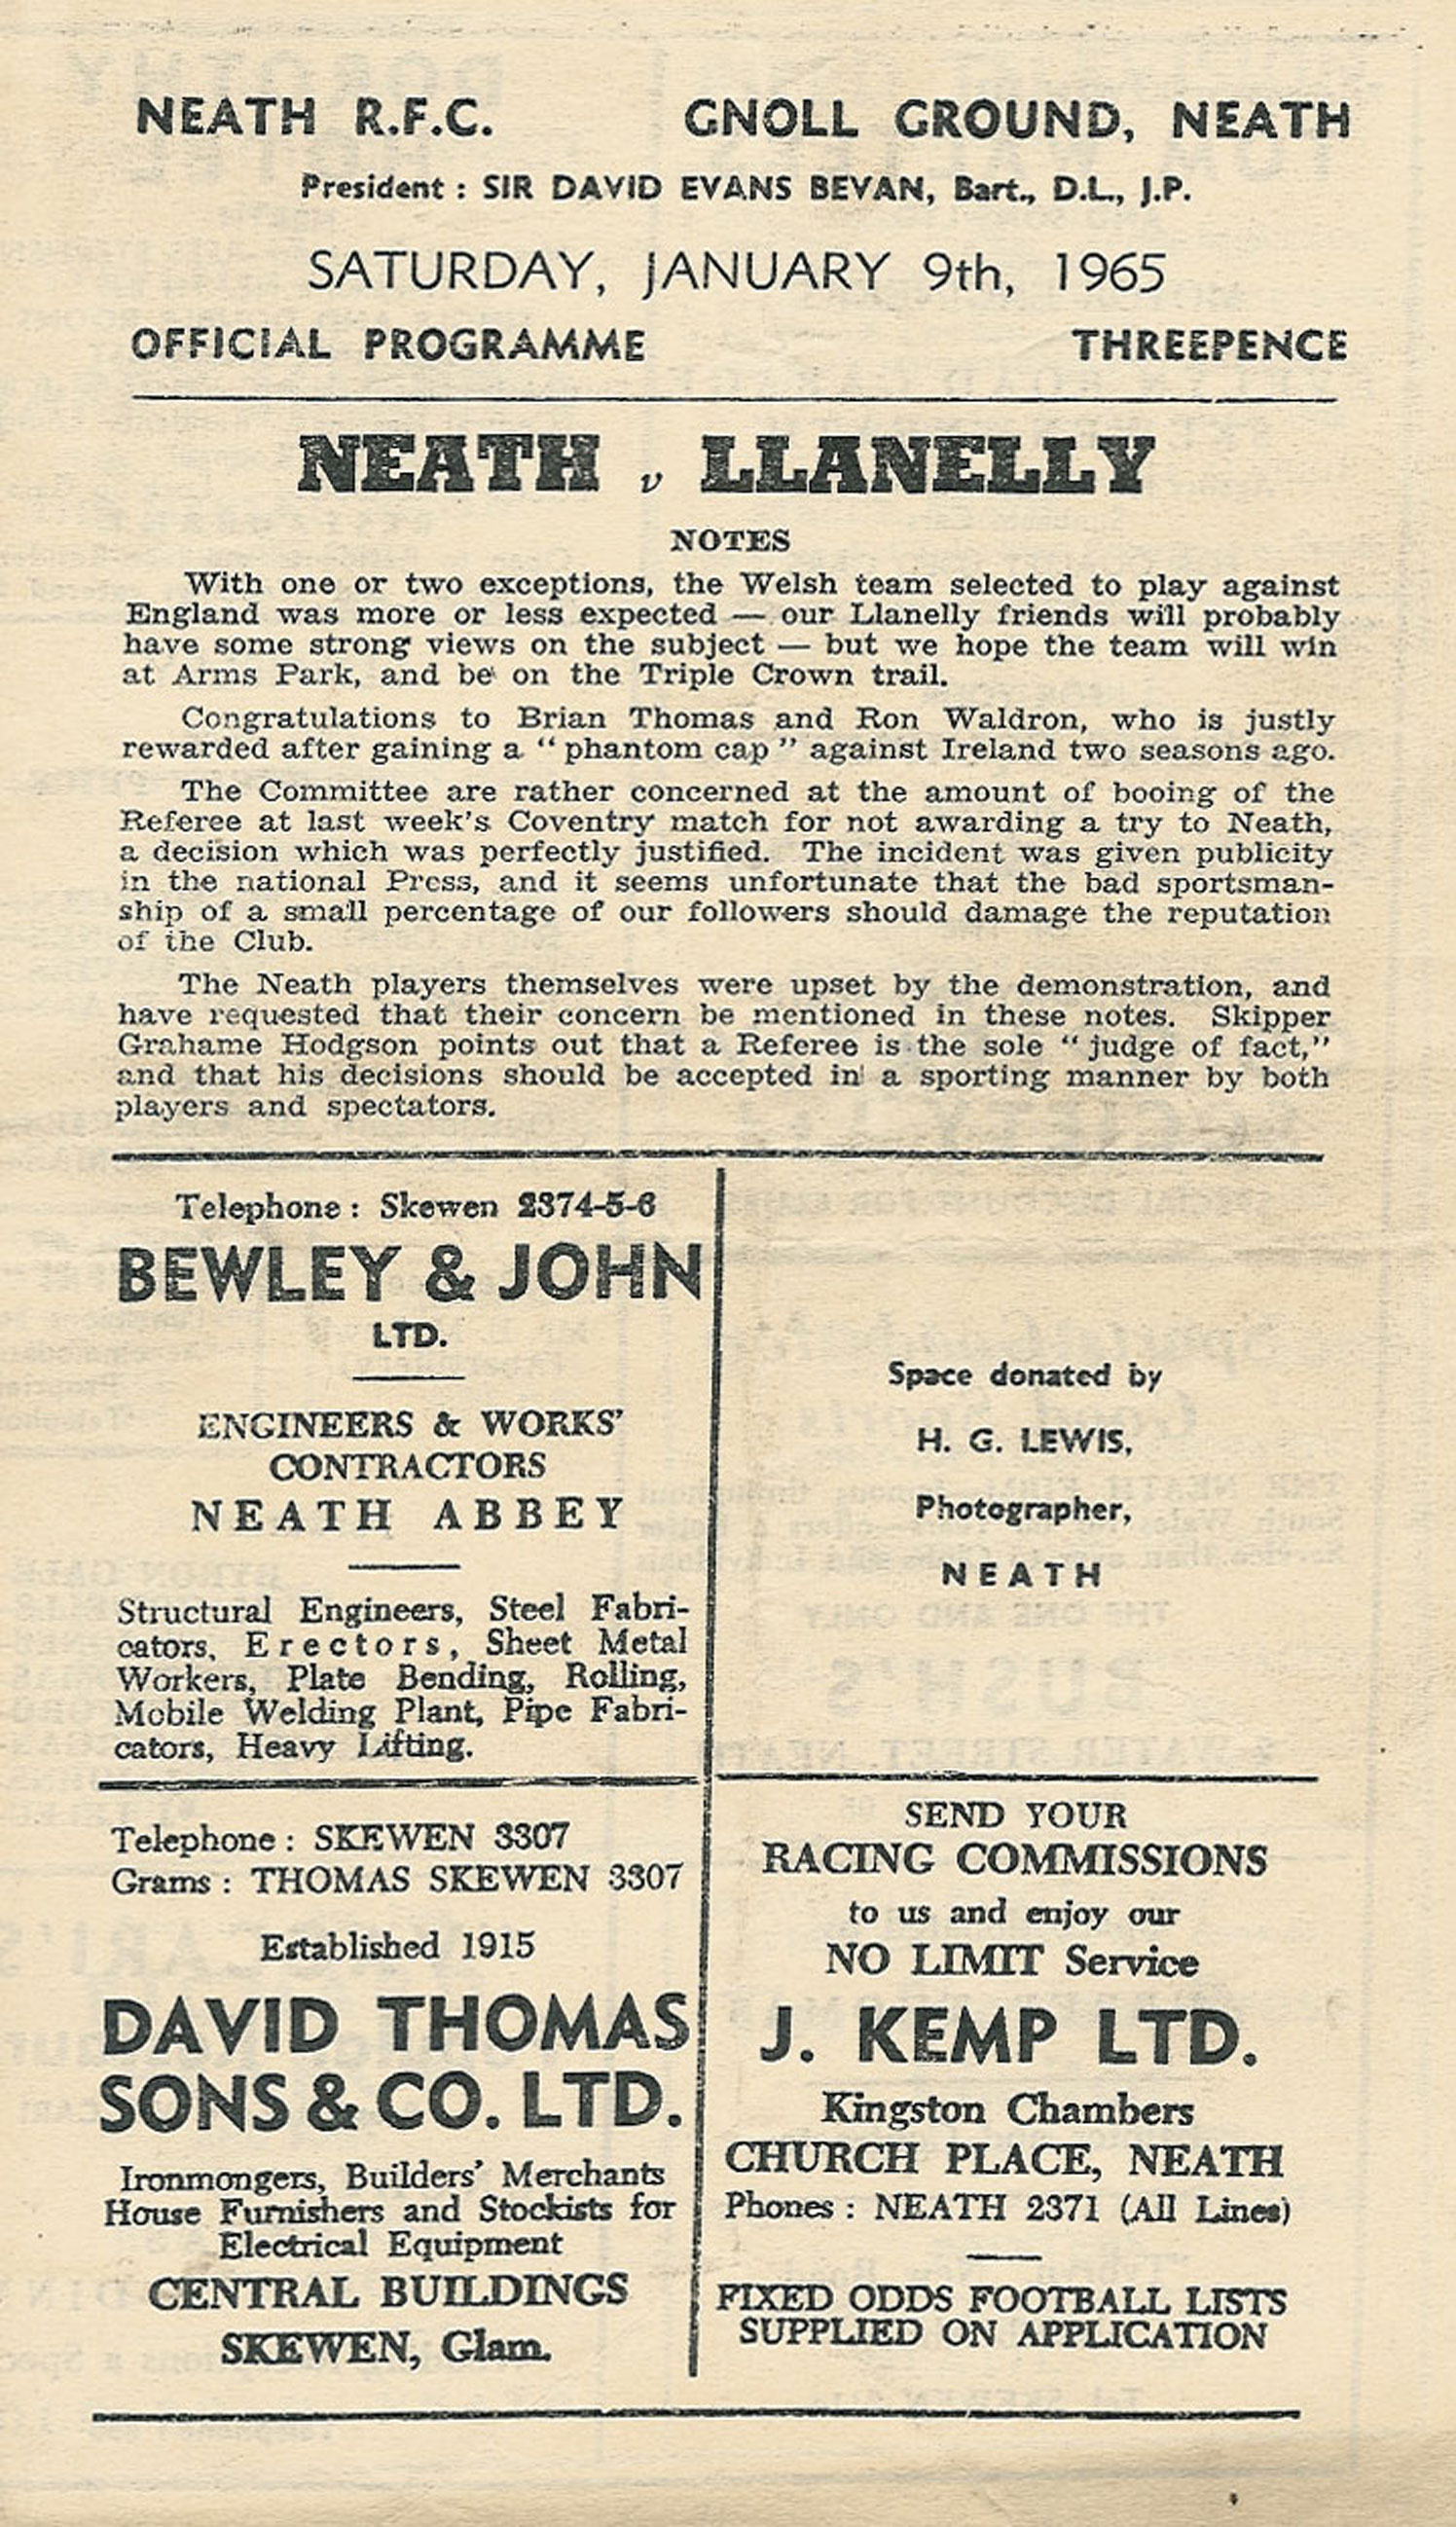 NEATH R.F.C. GNOLL GROUND, NEATH
President : SIR DAVID EVANS BEVAN, Bart., D.L., J.P.
SATURDAY, JANUARY 9th, 1965
OFFICIAL PROGRAMME THREEPENCE
NEATH v LLANELLY
NOTES
With one or two exceptions, the Welsh team selected to play against
England was more or less expected — our Llanelly friends will probably
have some strong views on the subject — but we hope the team will win
at Arms Park, and be on the Triple Crown trail.
Congratulations to Brian Thomas and Ron Waldron, who is justly
rewarded after gaining a “ phantom cap ” against Ireland two seasons ago.
The Committee are rather concerned at the amount of booing of the
Referee at last week's Coventry match for not awarding a try to Neath,
a decision which was perfectly justified. The incident was given publicity
in the national Press, and it seems unfortunate that the bad sportsman-
ship of a small percentage of our followers should damage the reputation
of the Club.
The Neath players themselves were upset by the demonstration, and
have requested that their concern be mentioned in these notes. Skipper
Grahame Hodgson points out that a Referee is the sole “ judge of fact,”
and that his decisions should be accepted in a sporting manner by both
players and spectators.
Telephone : Skewen 2374-5-6
BEWLEY & JOHN
LTD.
ENGINEERS & WORKS'
CONTRACTORS
NEATH ABBEY
Structural Engineers, Steel Fabri-
cators, Erectors, Sheet Metal
Workers, Plate Bending, Rolling,
Mobile Welding Plant, Pipe Fabri-
cators, Heavy Lifting.
Space donated by
H. G. LEWIS,
Photographer,
NEATH
Telephone : SKEWEN 3307
Grams : THOMAS SKEWEN 3307
Established 1915
DAVID THOMAS
SONS & CO. LTD.
Ironmongers, Builders' Merchants
House Furnishers and Stockists for
Electrical Equipment
CENTRAL BUILDINGS
SKEWEN, Glam.
SEND YOUR
RACING COMMISSIONS
to us and enjoy our
NO LIMIT Service
J. KEMP LTD.
Kingston Chambers
CHURCH PLACE, NEATH
Phones : NEATH 2371 (All Lines)
FIXED ODDS FOOTBALL LISTS
SUPPLIED ON APPLICATION